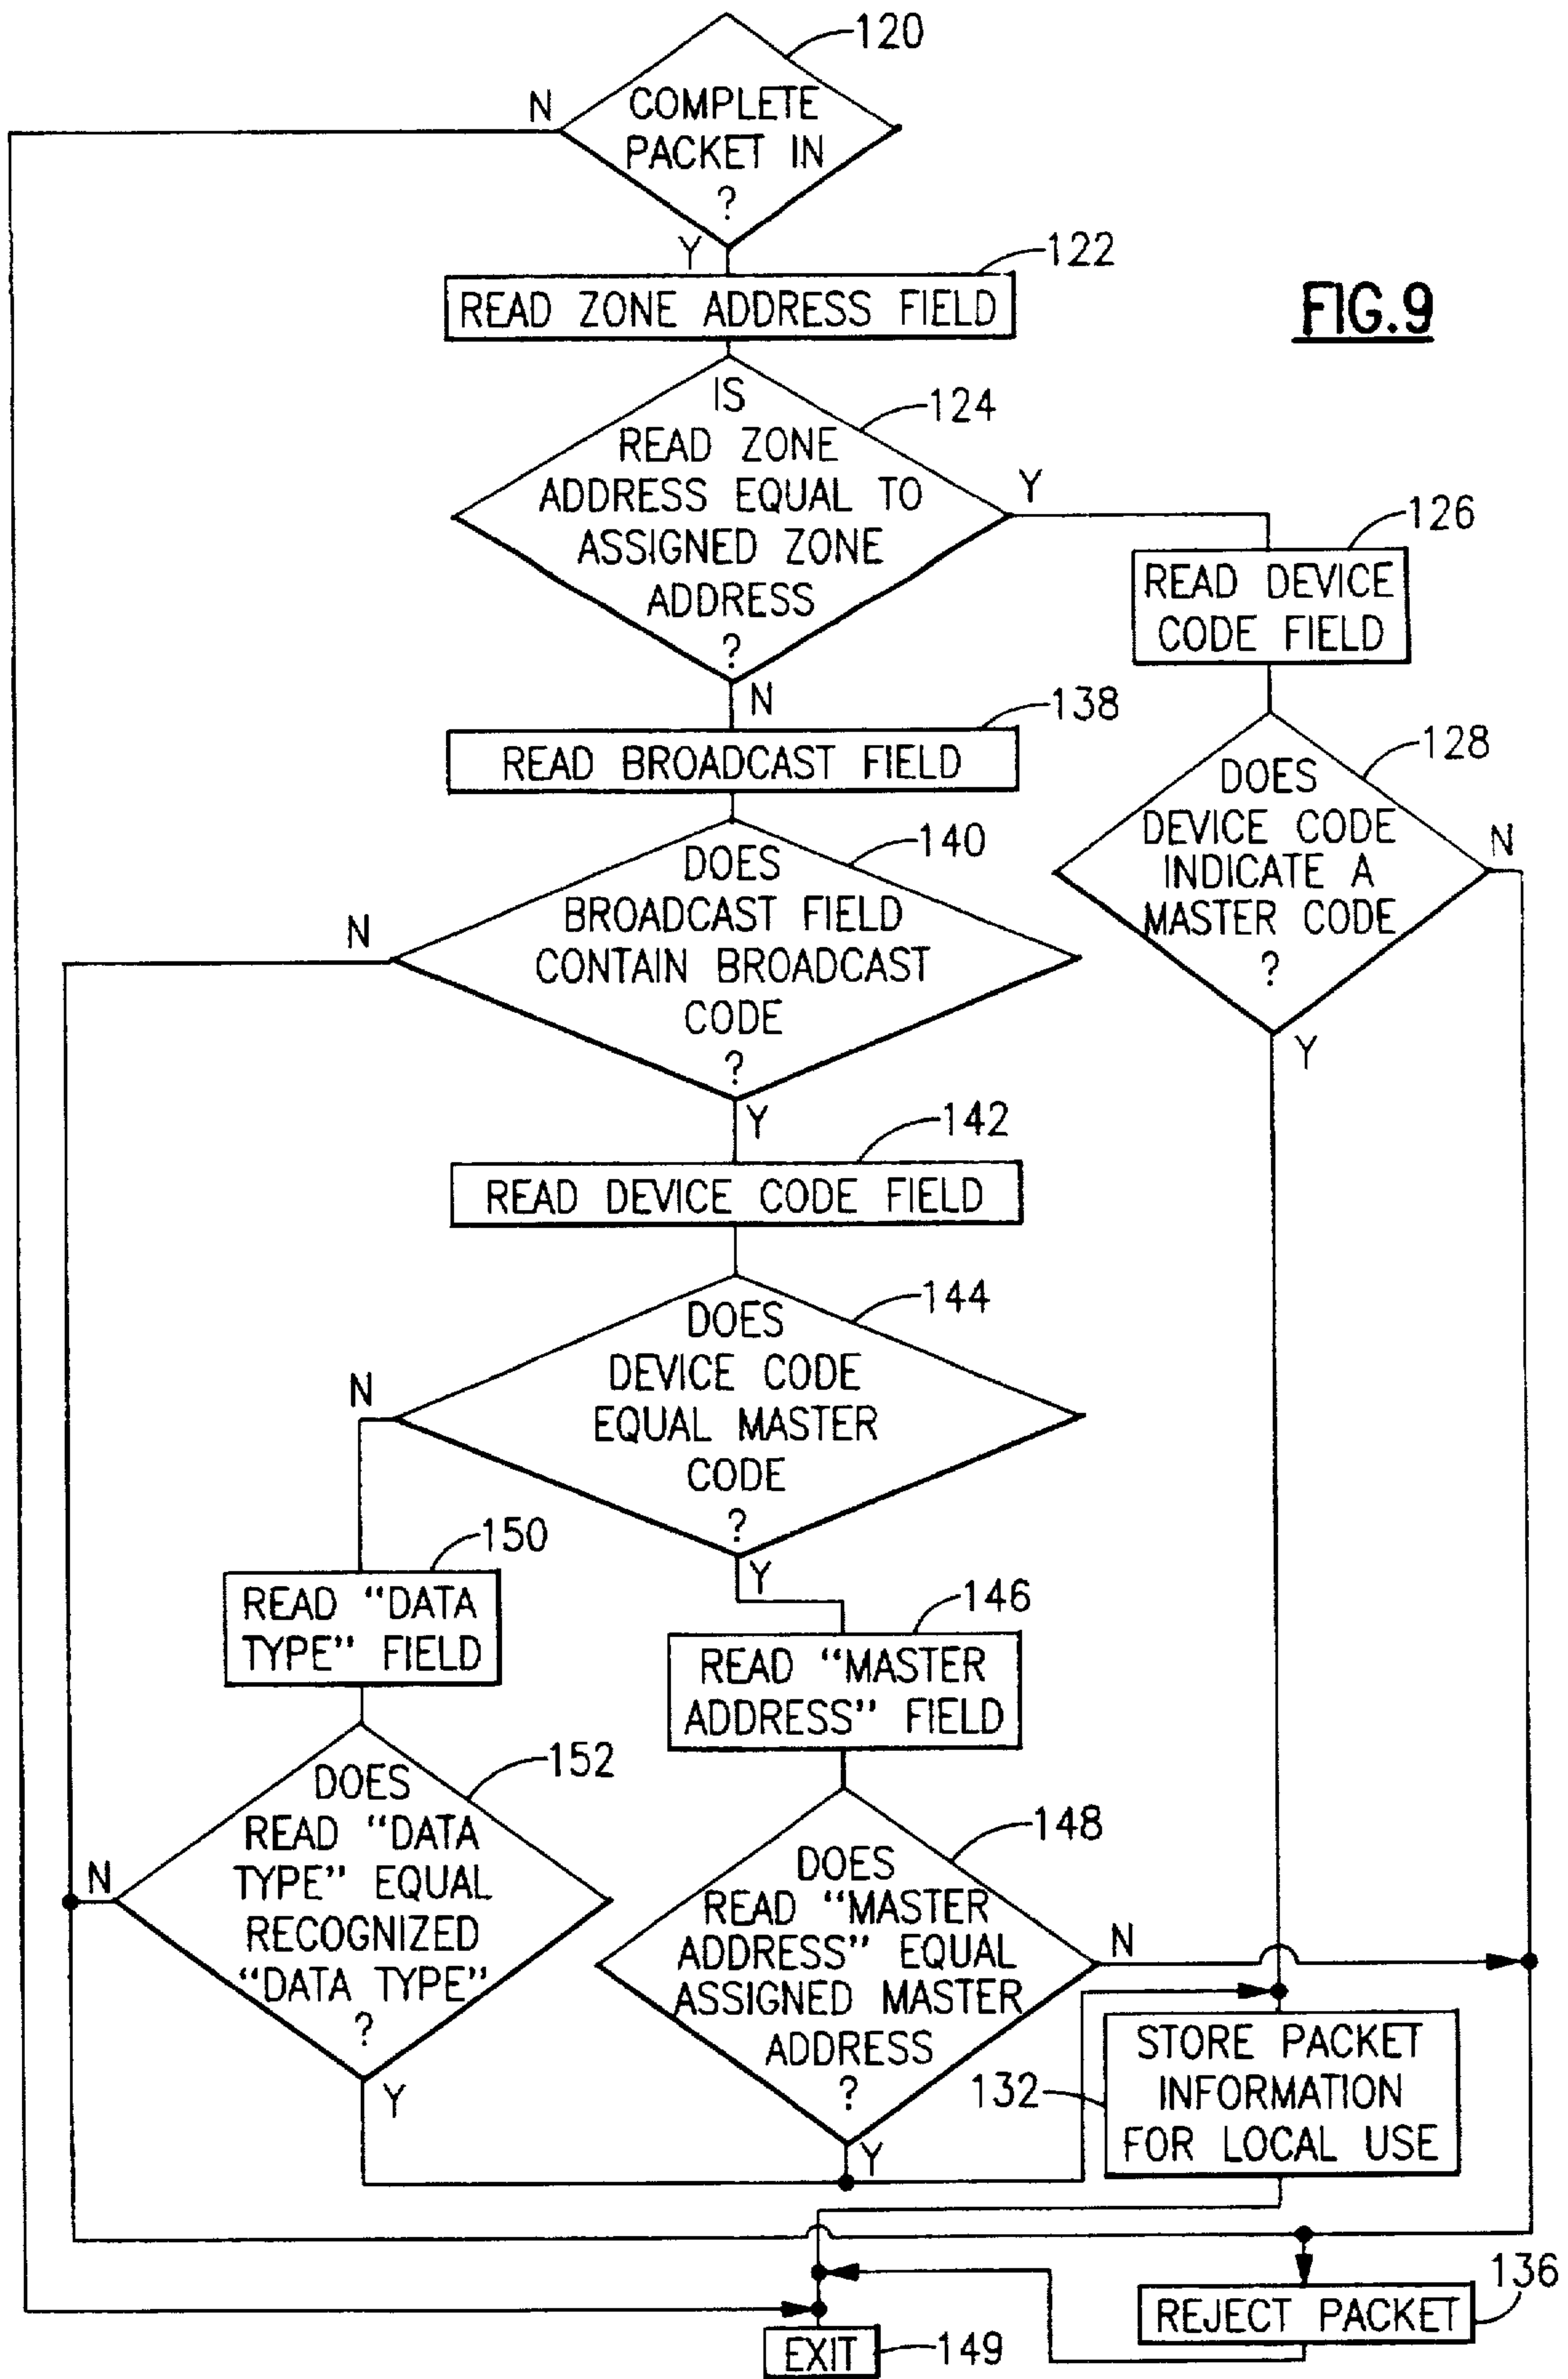 120
N
COMPLETE
PACKET IN
?
Y
122
READ ZONE ADDRESS FIELD
FIG.9
IS
READ ZONE
ADDRESS EQUAL TO
ASSIGNED ZONE
ADDRESS
?
124
Y
N
126
READ DEVICE
CODE FIELD
138
READ BROADCAST FIELD
128
DOES
DEVICE CODE
INDICATE A
MASTER CODE
?
N
Y
140
DOES
BROADCAST FIELD
CONTAIN BROADCAST
CODE
?
N
Y
142
READ DEVICE CODE FIELD
144
DOES
DEVICE CODE
EQUAL MASTER
CODE
?
N
Y
150
READ “DATA
TYPE” FIELD
146
READ “MASTER
ADDRESS” FIELD
152
DOES
READ “DATA
TYPE” EQUAL
RECOGNIZED
“DATA TYPE”
?
N
Y
148
DOES
READ “MASTER
ADDRESS” EQUAL
ASSIGNED MASTER
ADDRESS
?
N
Y
132
STORE PACKET
INFORMATION
FOR LOCAL USE
136
REJECT PACKET
EXIT
149